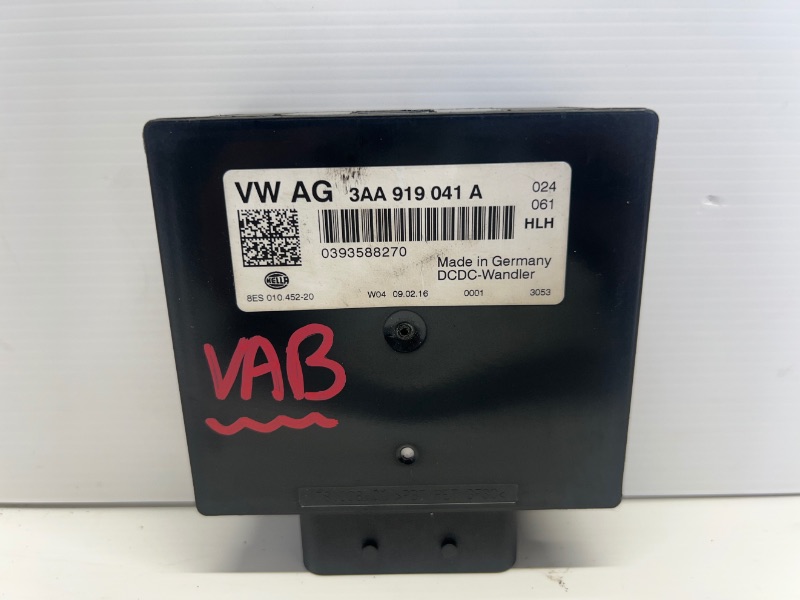 VW AG 3AA 919 041 A 024
061
HLH
0393588270
Made in Germany
DCDC-Wandler
HELLA
8ES 010.452-20 W04 09.02.16 0001 3053
VAB